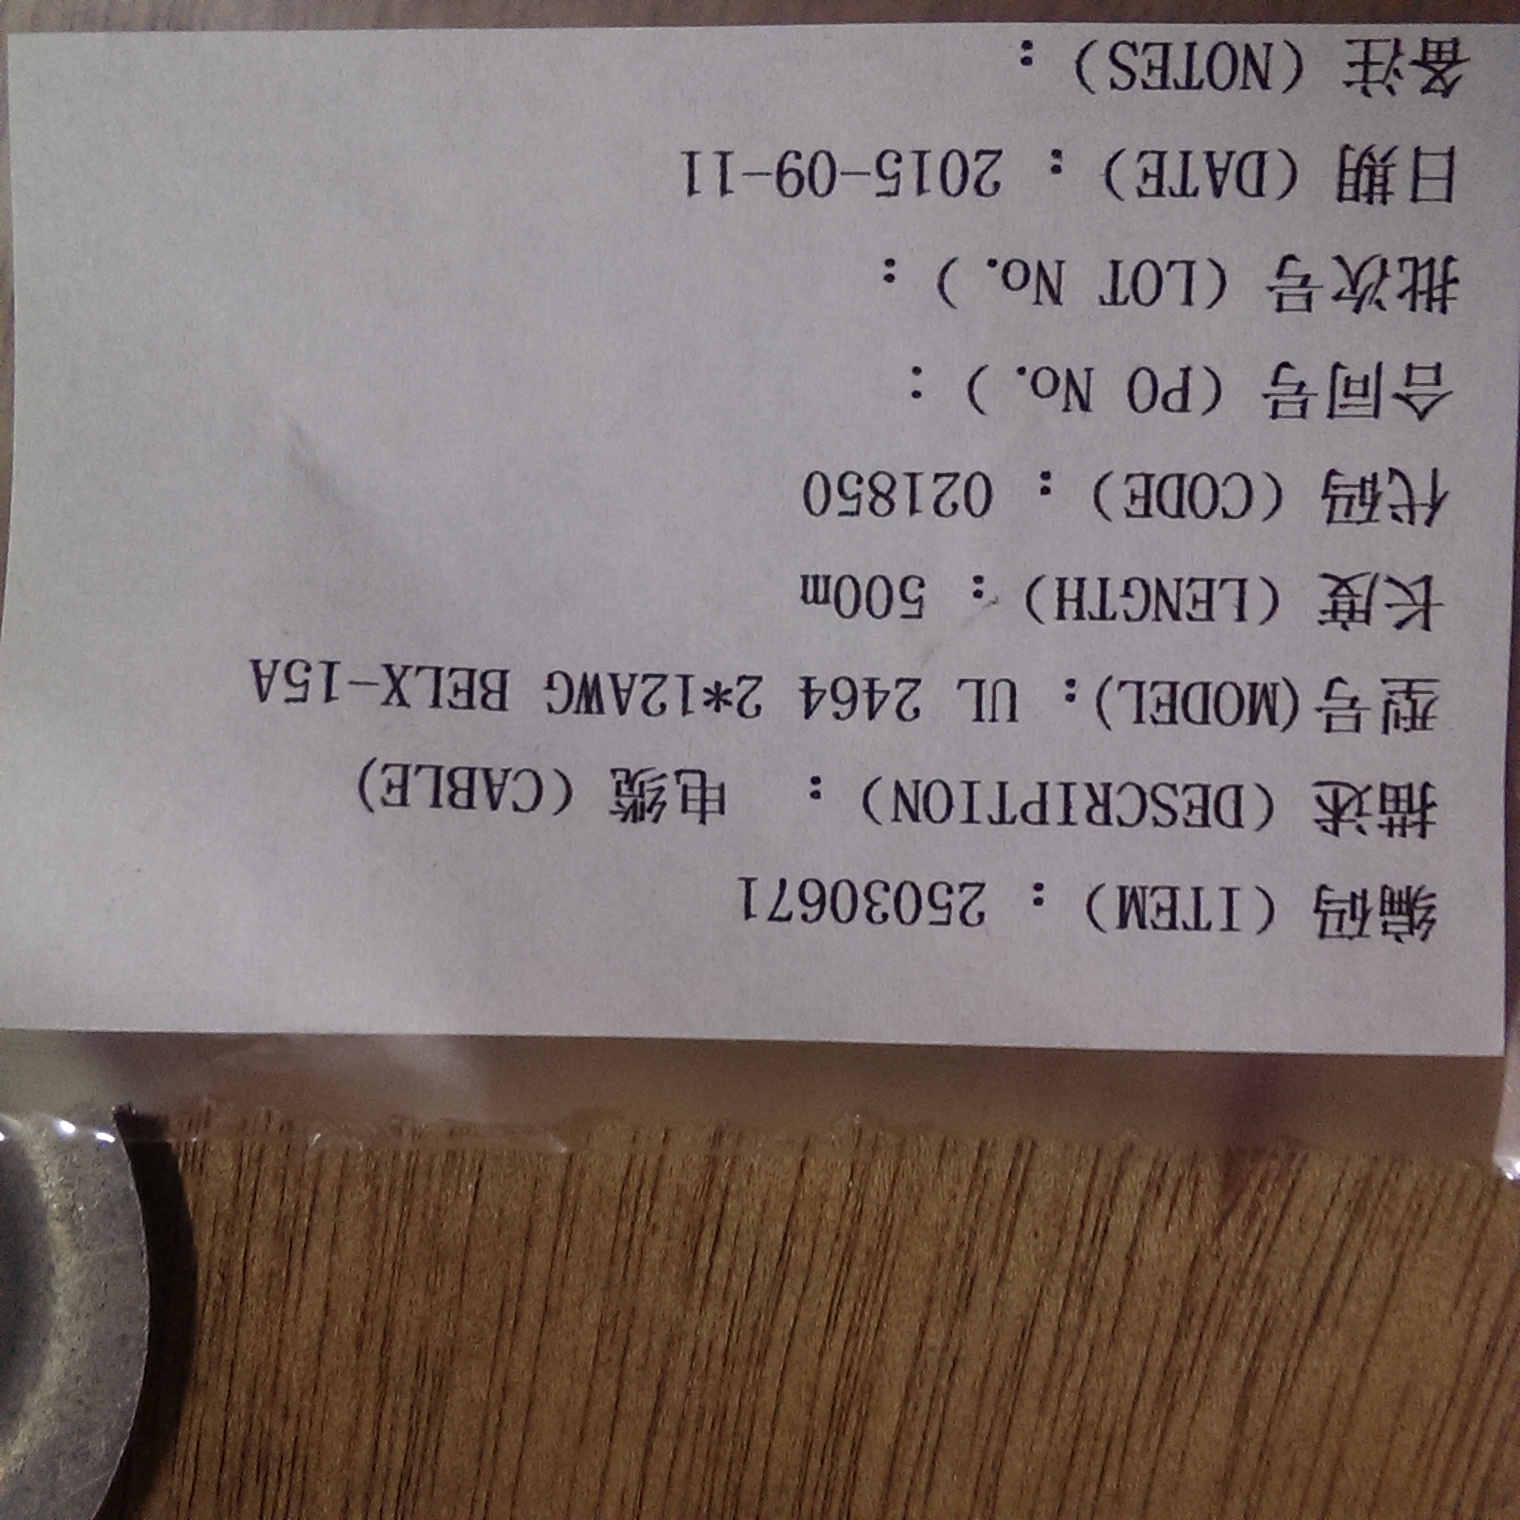 编码（ITEM）: 25030671
描述（DESCRIPTION）: 电缆（CABLE）
型号(MODEL): UL 2464 2*12AWG BELX-15A
长度（LENGTH）: 500m
代码（CODE）: 021850
合同号（PO No.）:
批次号（LOT No.）:
日期（DATE）: 2015-09-11
备注（NOTES）: